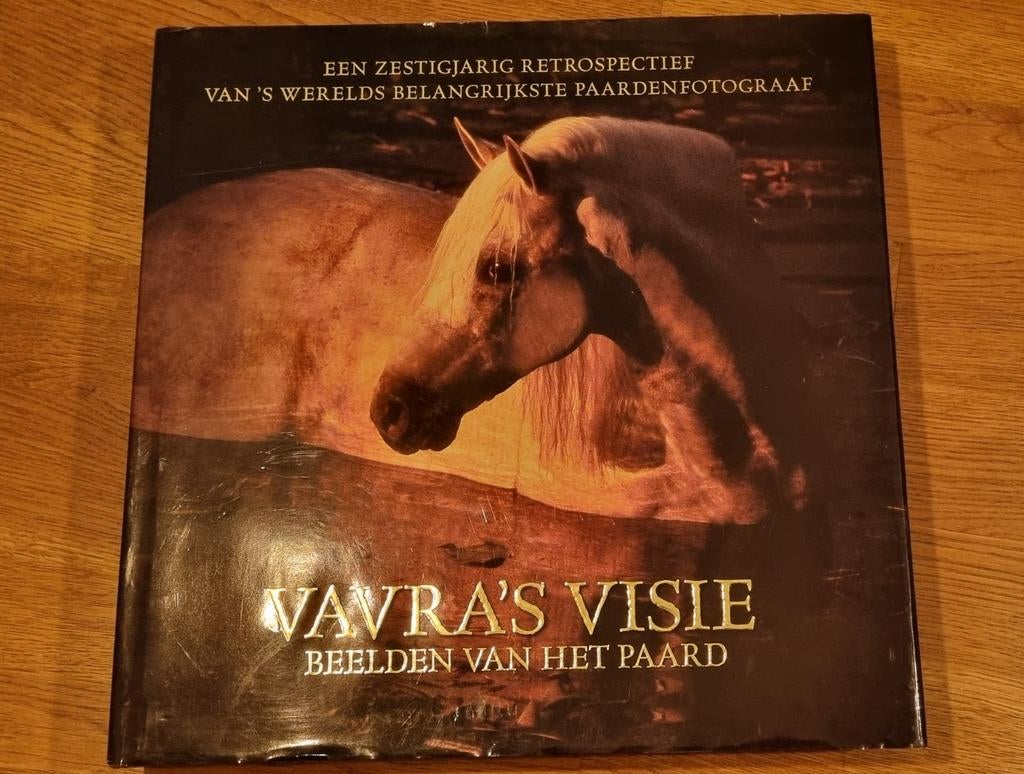 EEN ZESTIGJARIG RETROSPECTIEF
VAN 'S WERELDS BELANGRIJKSTE PAARDENFOTOGRAAF
VAVRA'S VISIE
BEELDEN VAN HET PAARD